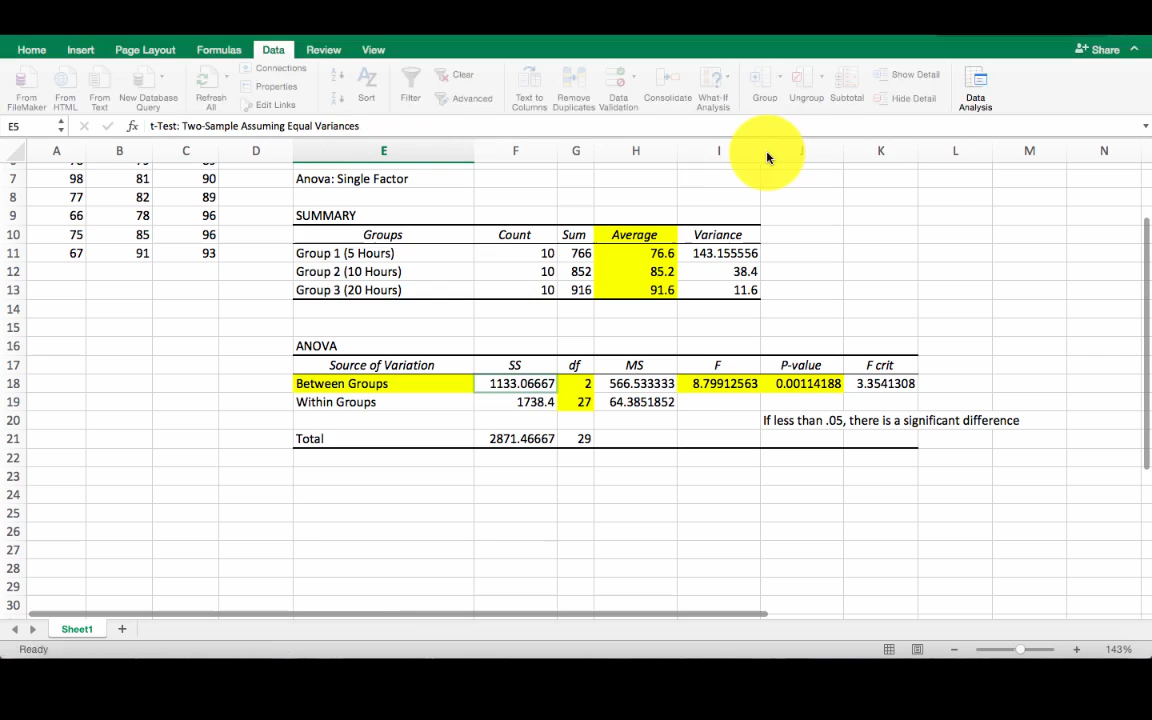 Home Insert Page Layout Formulas Data Review View Share
From FileMaker From HTML From Text New Database Query Refresh All Connections Properties Edit Links Sort Filter Clear Advanced Text to Columns Remove Duplicates Data Validation Consolidate What-If Analysis Group Ungroup Subtotal Show Detail Hide Detail Data Analysis
E5 fx t-Test: Two-Sample Assuming Equal Variances
A B C D E F G H I J K L M N
7 98 81 90 Anova: Single Factor
8 77 82 89
9 66 78 96 SUMMARY
10 75 85 96 Groups Count Sum Average Variance
11 67 91 93 Group 1 (5 Hours) 10 766 76.6 143.155556
12 Group 2 (10 Hours) 10 852 85.2 38.4
13 Group 3 (20 Hours) 10 916 91.6 11.6
14
15
16 ANOVA
17 Source of Variation SS df MS F P-value F crit
18 Between Groups 1133.06667 2 566.533333 8.79912563 0.00114188 3.3541308
19 Within Groups 1738.4 27 64.3851852
20 If less than .05, there is a significant difference
21 Total 2871.46667 29
22
23
24
25
26
27
28
29
30
Sheet1
Ready 143%